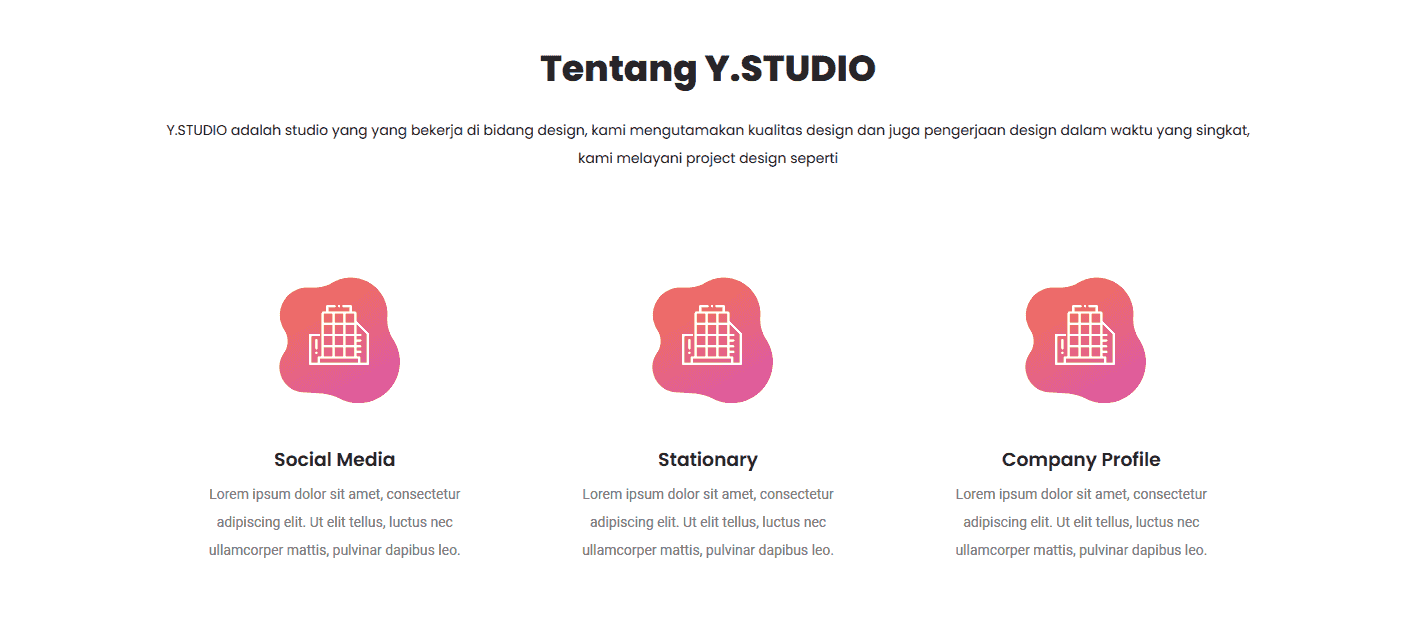 Tentang Y.STUDIO
Y.STUDIO adalah studio yang yang bekerja di bidang design, kami mengutamakan kualitas design dan juga pengerjaan design dalam waktu yang singkat,
kami melayani project design seperti
Social Media
Lorem ipsum dolor sit amet, consectetur
adipiscing elit. Ut elit tellus, luctus nec
ullamcorper mattis, pulvinar dapibus leo.
Stationary
Lorem ipsum dolor sit amet, consectetur
adipiscing elit. Ut elit tellus, luctus nec
ullamcorper mattis, pulvinar dapibus leo.
Company Profile
Lorem ipsum dolor sit amet, consectetur
adipiscing elit. Ut elit tellus, luctus nec
ullamcorper mattis, pulvinar dapibus leo.